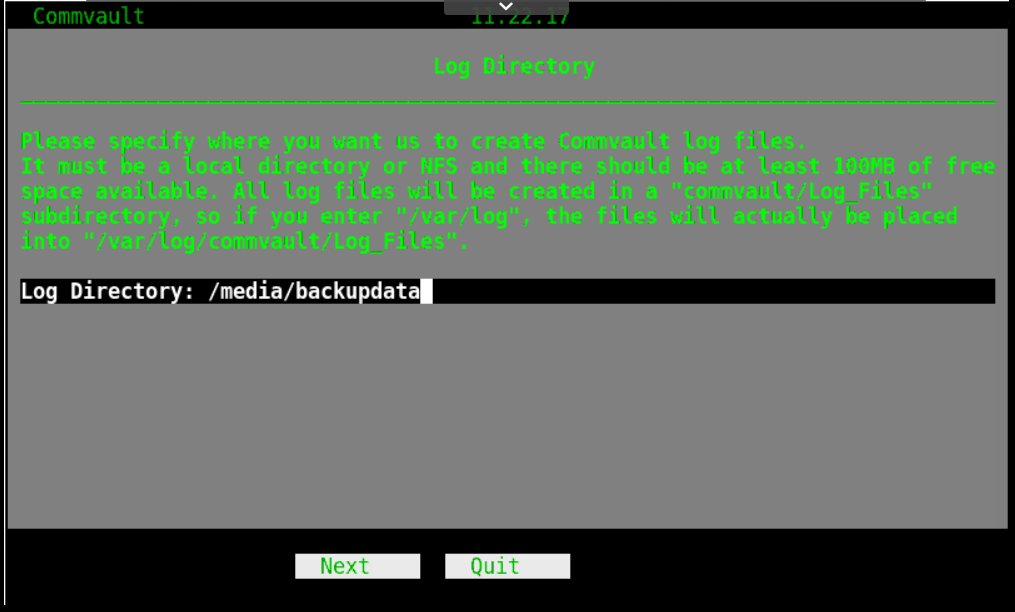 Commvault 11.22.17
Log Directory
Please specify where you want us to create Commvault log files.
It must be a local directory or NFS and there should be at least 100MB of free
space available. All log files will be created in a "commvault/Log_Files"
subdirectory, so if you enter "/var/log", the files will actually be placed
into "/var/log/commvault/Log_Files".
Log Directory: /media/backupdata
Next Quit